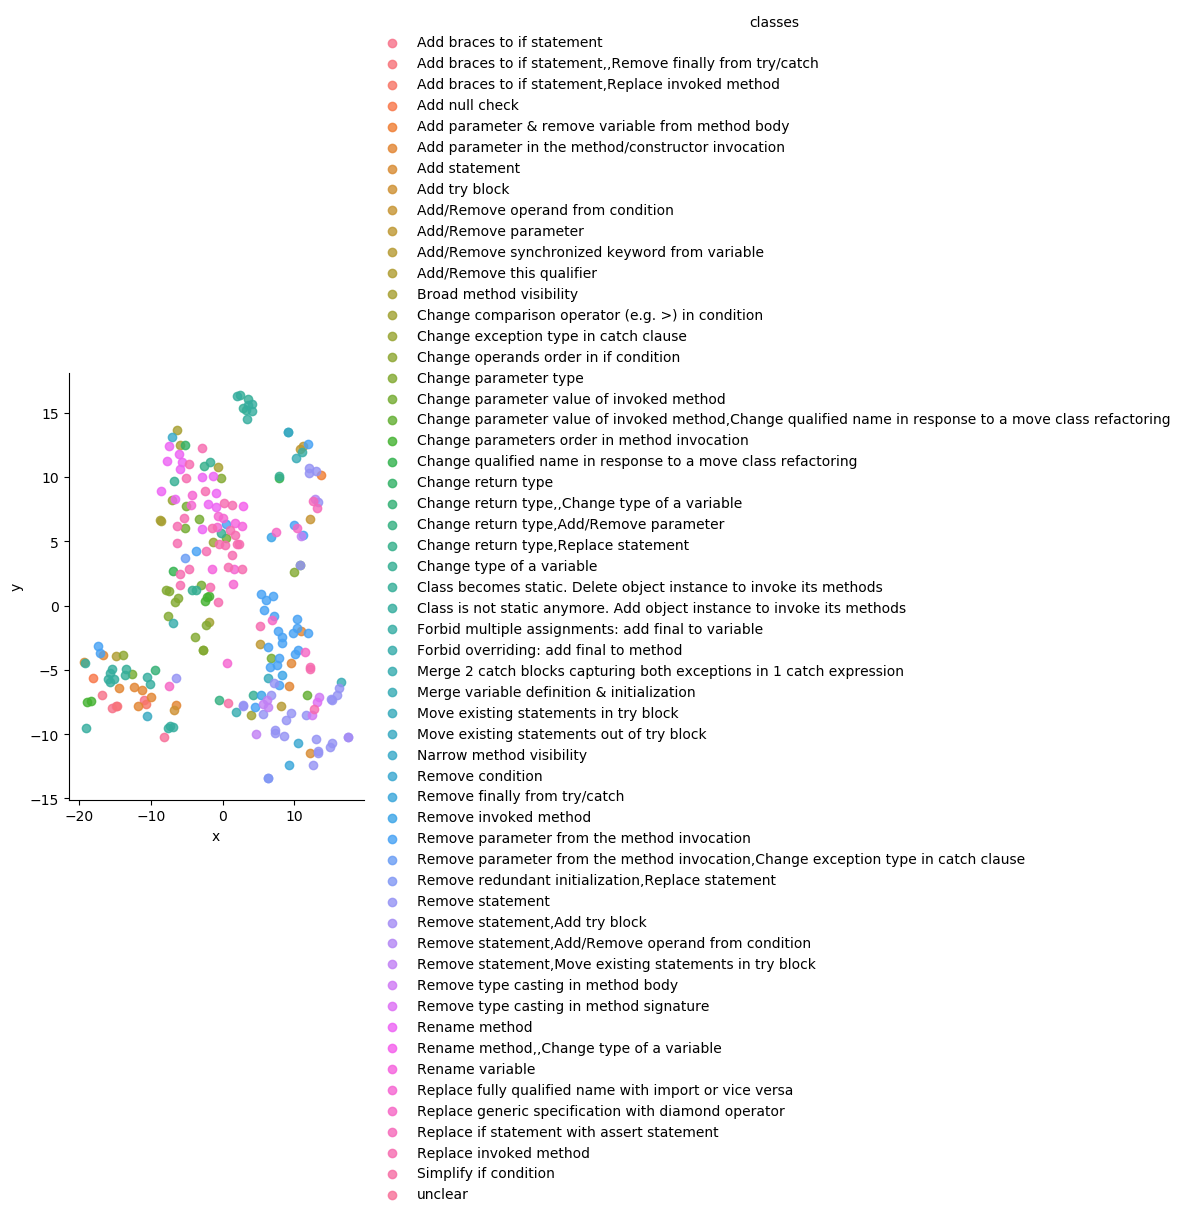 classes
Add braces to if statement
Add braces to if statement,,Remove finally from try/catch
Add braces to if statement,Replace invoked method
Add null check
Add parameter & remove variable from method body
Add parameter in the method/constructor invocation
Add statement
Add try block
Add/Remove operand from condition
Add/Remove parameter
Add/Remove synchronized keyword from variable
Add/Remove this qualifier
Broad method visibility
Change comparison operator (e.g. >) in condition
Change exception type in catch clause
Change operands order in if condition
Change parameter type
Change parameter value of invoked method
Change parameter value of invoked method,Change qualified name in response to a move class refactoring
Change parameters order in method invocation
Change qualified name in response to a move class refactoring
Change return type
Change return type,,Change type of a variable
Change return type,Add/Remove parameter
Change return type,Replace statement
Change type of a variable
Class becomes static. Delete object instance to invoke its methods
Class is not static anymore. Add object instance to invoke its methods
Forbid multiple assignments: add final to variable
Forbid overriding: add final to method
Merge 2 catch blocks capturing both exceptions in 1 catch expression
Merge variable definition & initialization
Move existing statements in try block
Move existing statements out of try block
Narrow method visibility
Remove condition
Remove finally from try/catch
Remove invoked method
Remove parameter from the method invocation
Remove parameter from the method invocation,Change exception type in catch clause
Remove redundant initialization,Replace statement
Remove statement
Remove statement,Add try block
Remove statement,Add/Remove operand from condition
Remove statement,Move existing statements in try block
Remove type casting in method body
Remove type casting in method signature
Rename method
Rename method,,Change type of a variable
Rename variable
Replace fully qualified name with import or vice versa
Replace generic specification with diamond operator
Replace if statement with assert statement
Replace invoked method
Simplify if condition
unclear
15
10
5
0
−5
−10
−15
y
−20 −10 0 10
x